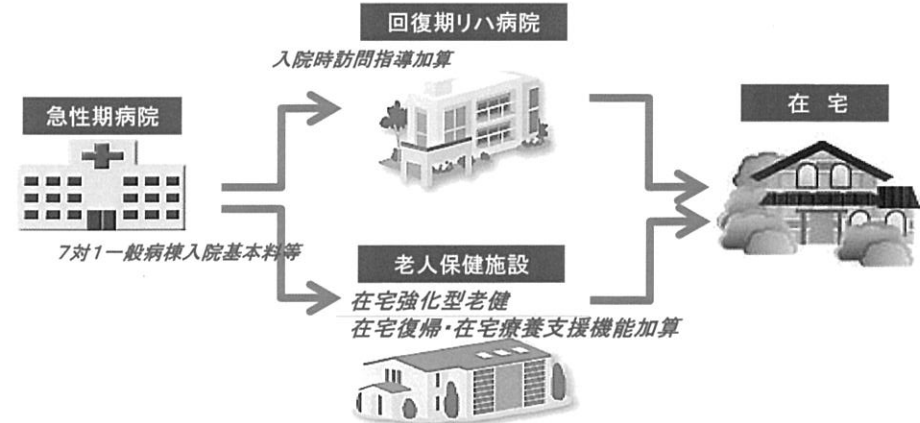 回復期リハ病院
入院時訪問指導加算
急性期病院
7対1一般病棟入院基本料等
在 宅
老人保健施設
在宅強化型老健
在宅復帰・在宅療養支援機能加算